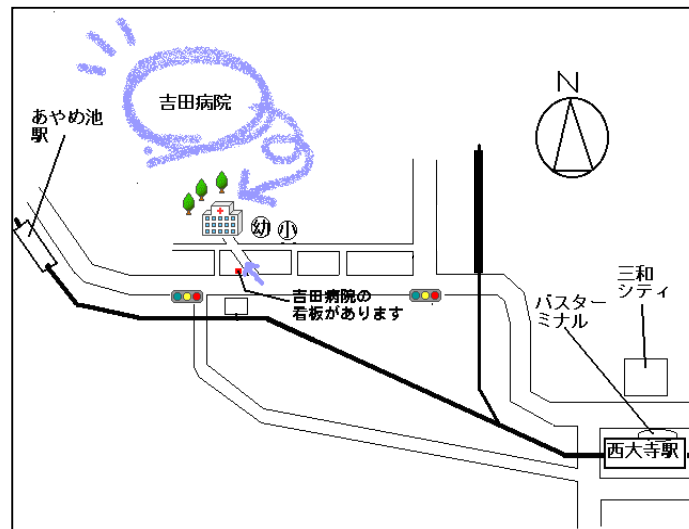 吉田病院
N
あやめ池
駅
幼 小
吉田病院の
看板があります
三和
シティ
バスター
ミナル
西大寺駅